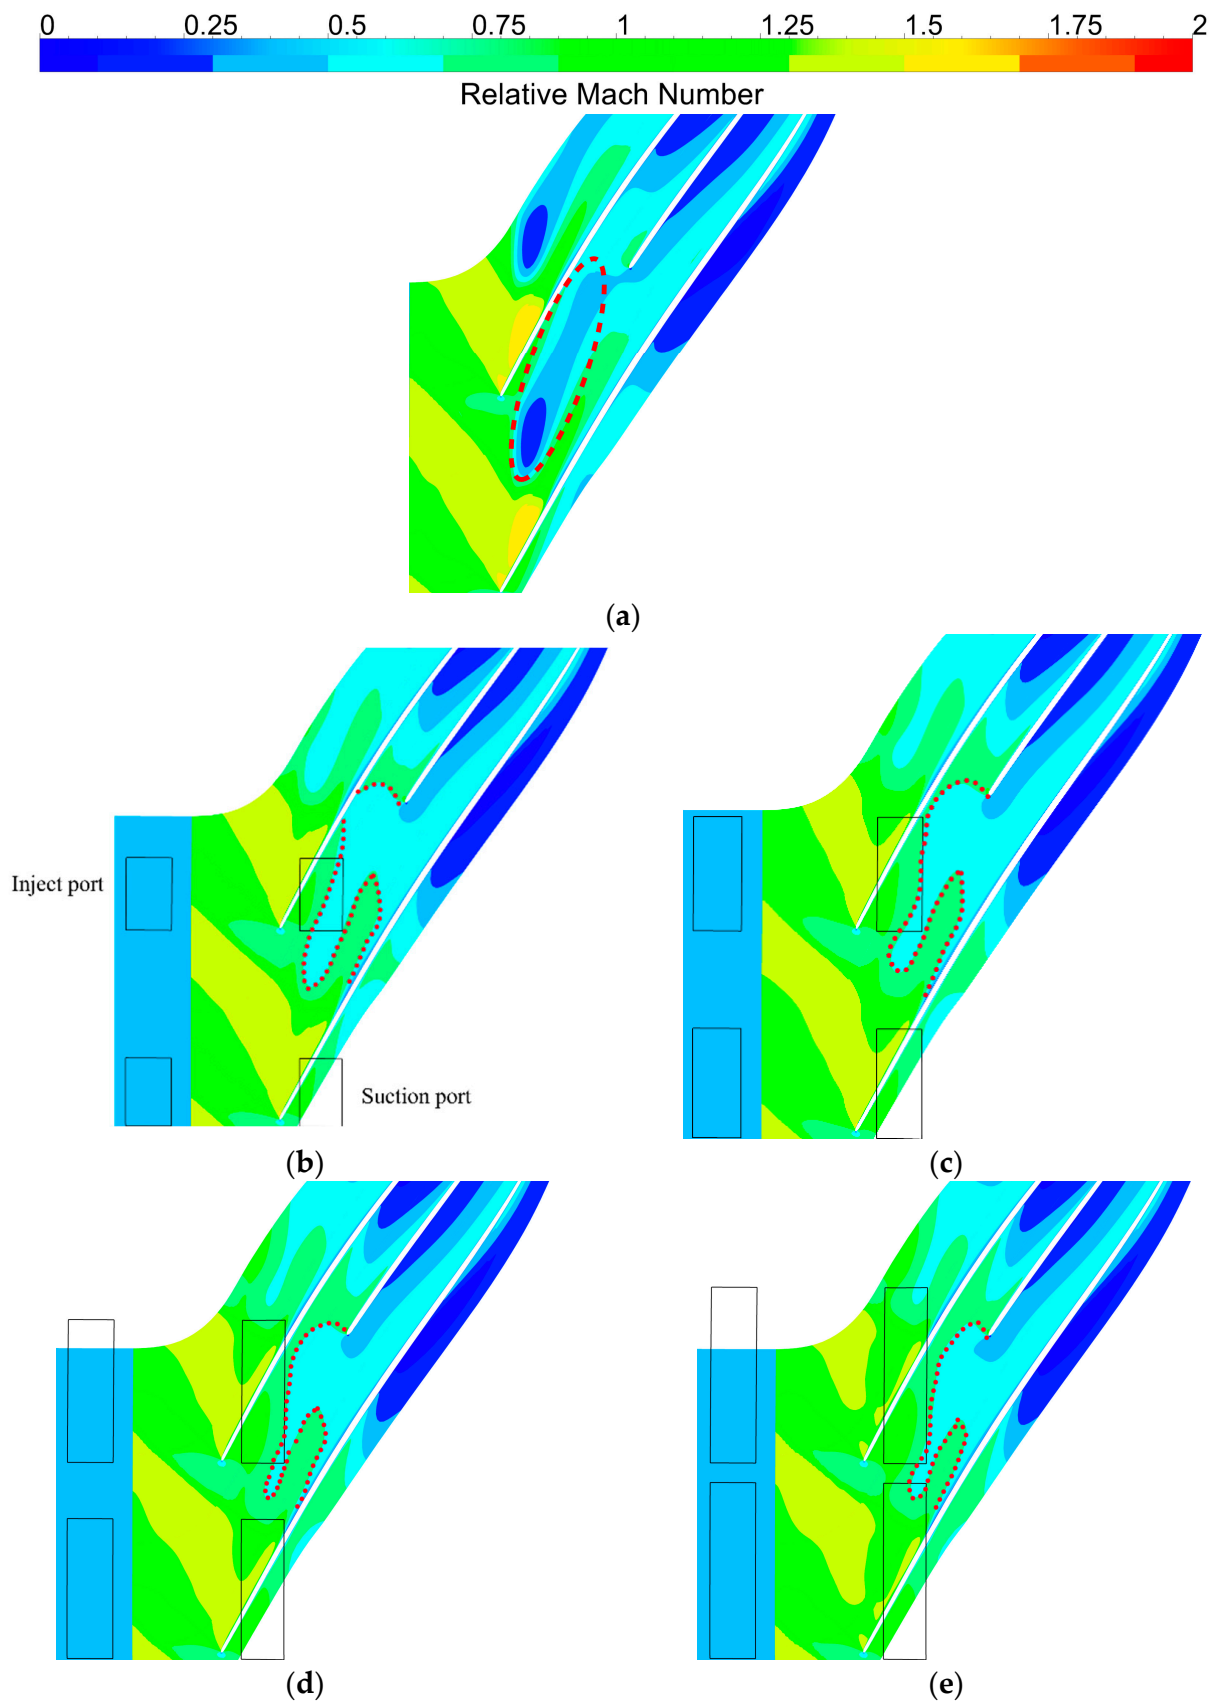 0 0.25 0.5 0.75 1 1.25 1.5 1.75 2
Relative Mach Number
(a)
Inject port
Suction port
(b) (c)
(d) (e)